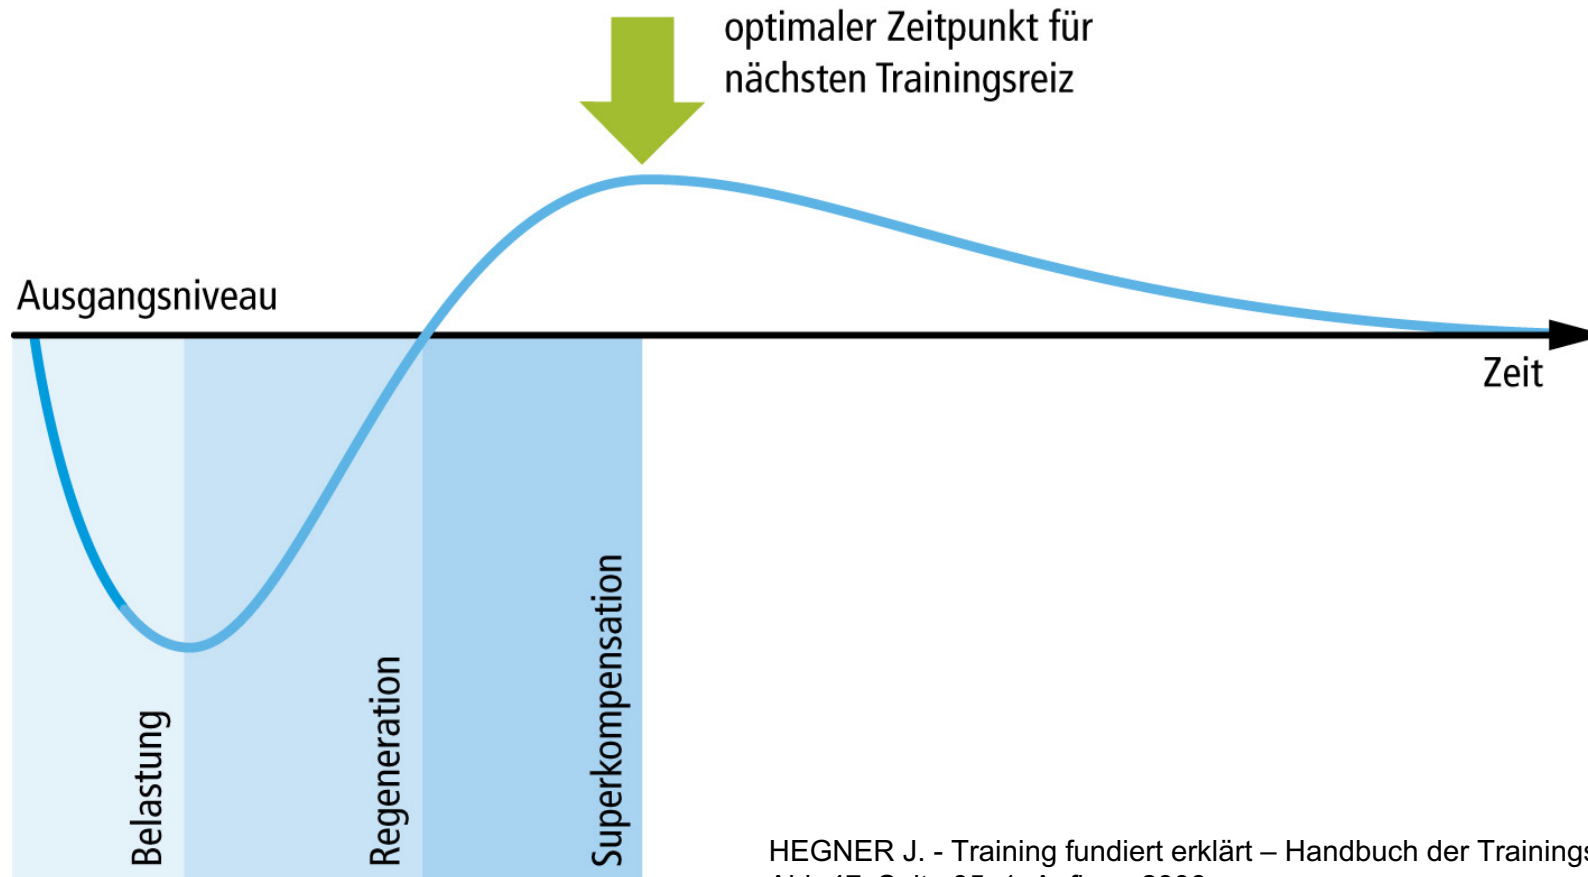 optimaler Zeitpunkt für
nächsten Trainingsreiz
Ausgangsniveau
Zeit
Belastung
Regeneration
Superkompensation
HEGNER J. - Training fundiert erklärt – Handbuch der Trainings